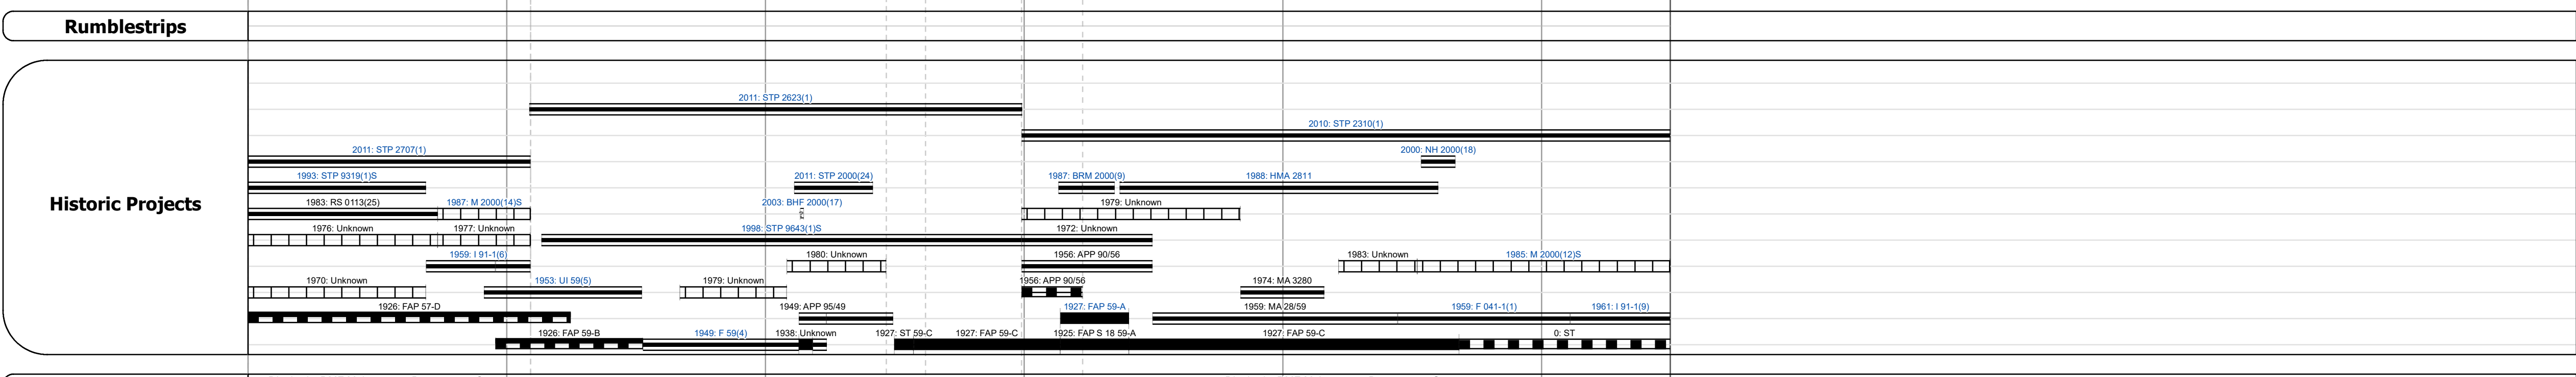 Rumblestrips
2011: STP 2623(1)
2010: STP 2310(1)
2011: STP 2707(1)
2000: NH 2000(18)
1993: STP 9319(1)S
2011: STP 2000(24)
1987: BRM 2000(9)
1988: HMA 2811
Historic Projects
1983: RS 0113(25)
1987: M 2000(14)S
2003: BHF 2000(17)
1979: Unknown
1976: Unknown
1977: Unknown
1998: STP 9643(1)S
1972: Unknown
1959: I 91-1(6)
1980: Unknown
1956: APP 90/56
1983: Unknown
1985: M 2000(12)S
1970: Unknown
1953: UI 59(5)
1979: Unknown
1956: APP 90/56
1974: MA 3280
1926: FAP 57-D
1949: APP 95/49
1927: FAP 59-A
1959: MA 28/59
1959: F 041-1(1)
1961: I 91-1(9)
1926: FAP 59-B
1949: F 59(4)
1938: Unknown
1927: ST 59-C
1927: FAP 59-C
1925: FAP S 18 59-A
1927: FAP 59-C
0: ST